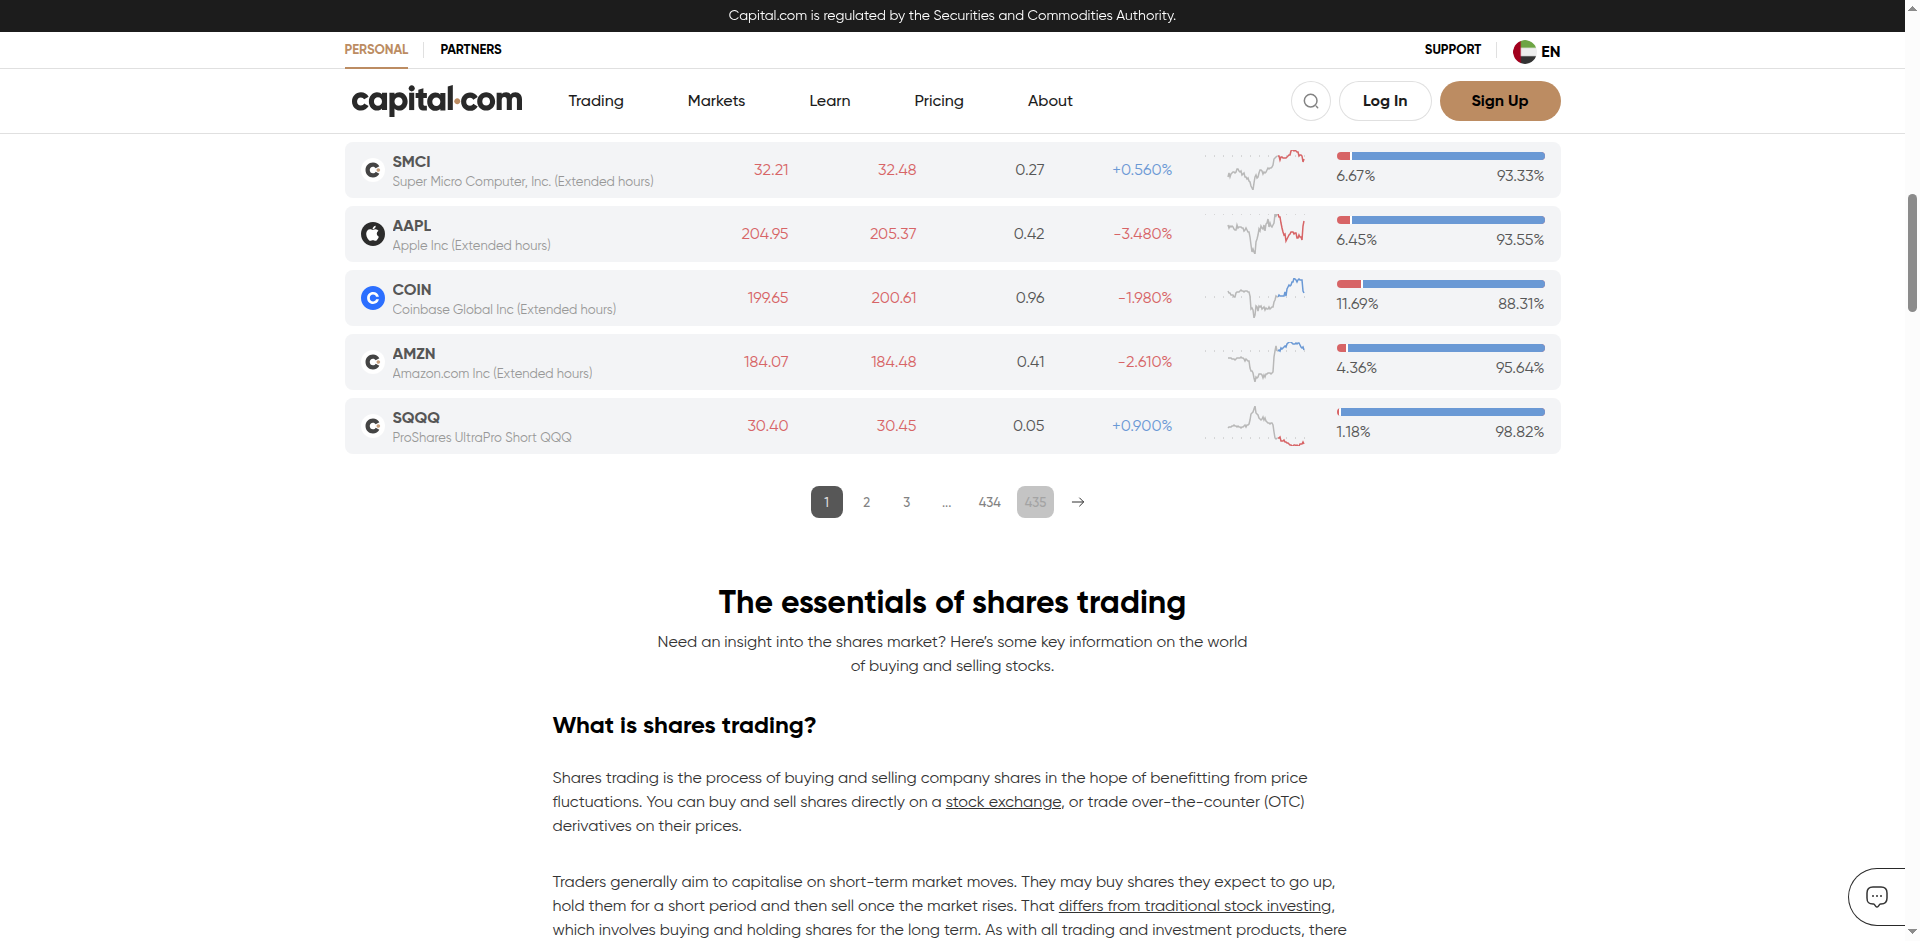 Capital.com is regulated by the Securities and Commodities Authority.
PERSONAL PARTNERS SUPPORT EN
capital.com Trading Markets Learn Pricing About Log In Sign Up
SMCI
Super Micro Computer, Inc. (Extended hours)
32.21 32.48 0.27 +0.560% 6.67% 93.33%
AAPL
Apple Inc (Extended hours)
204.95 205.37 0.42 -3.480% 6.45% 93.55%
COIN
Coinbase Global Inc (Extended hours)
199.65 200.61 0.96 -1.980% 11.69% 88.31%
AMZN
Amazon.com Inc (Extended hours)
184.07 184.48 0.41 -2.610% 4.36% 95.64%
SQQQ
ProShares UltraPro Short QQQ
30.40 30.45 0.05 +0.900% 1.18% 98.82%
1 2 3 ... 434 435
The essentials of shares trading
Need an insight into the shares market? Here’s some key information on the world
of buying and selling stocks.
What is shares trading?
Shares trading is the process of buying and selling company shares in the hope of benefitting from price
fluctuations. You can buy and sell shares directly on a stock exchange, or trade over-the-counter (OTC)
derivatives on their prices.
Traders generally aim to capitalise on short-term market moves. They may buy shares they expect to go up,
hold them for a short period and then sell once the market rises. That differs from traditional stock investing,
which involves buying and holding shares for the long term. As with all trading and investment products, there